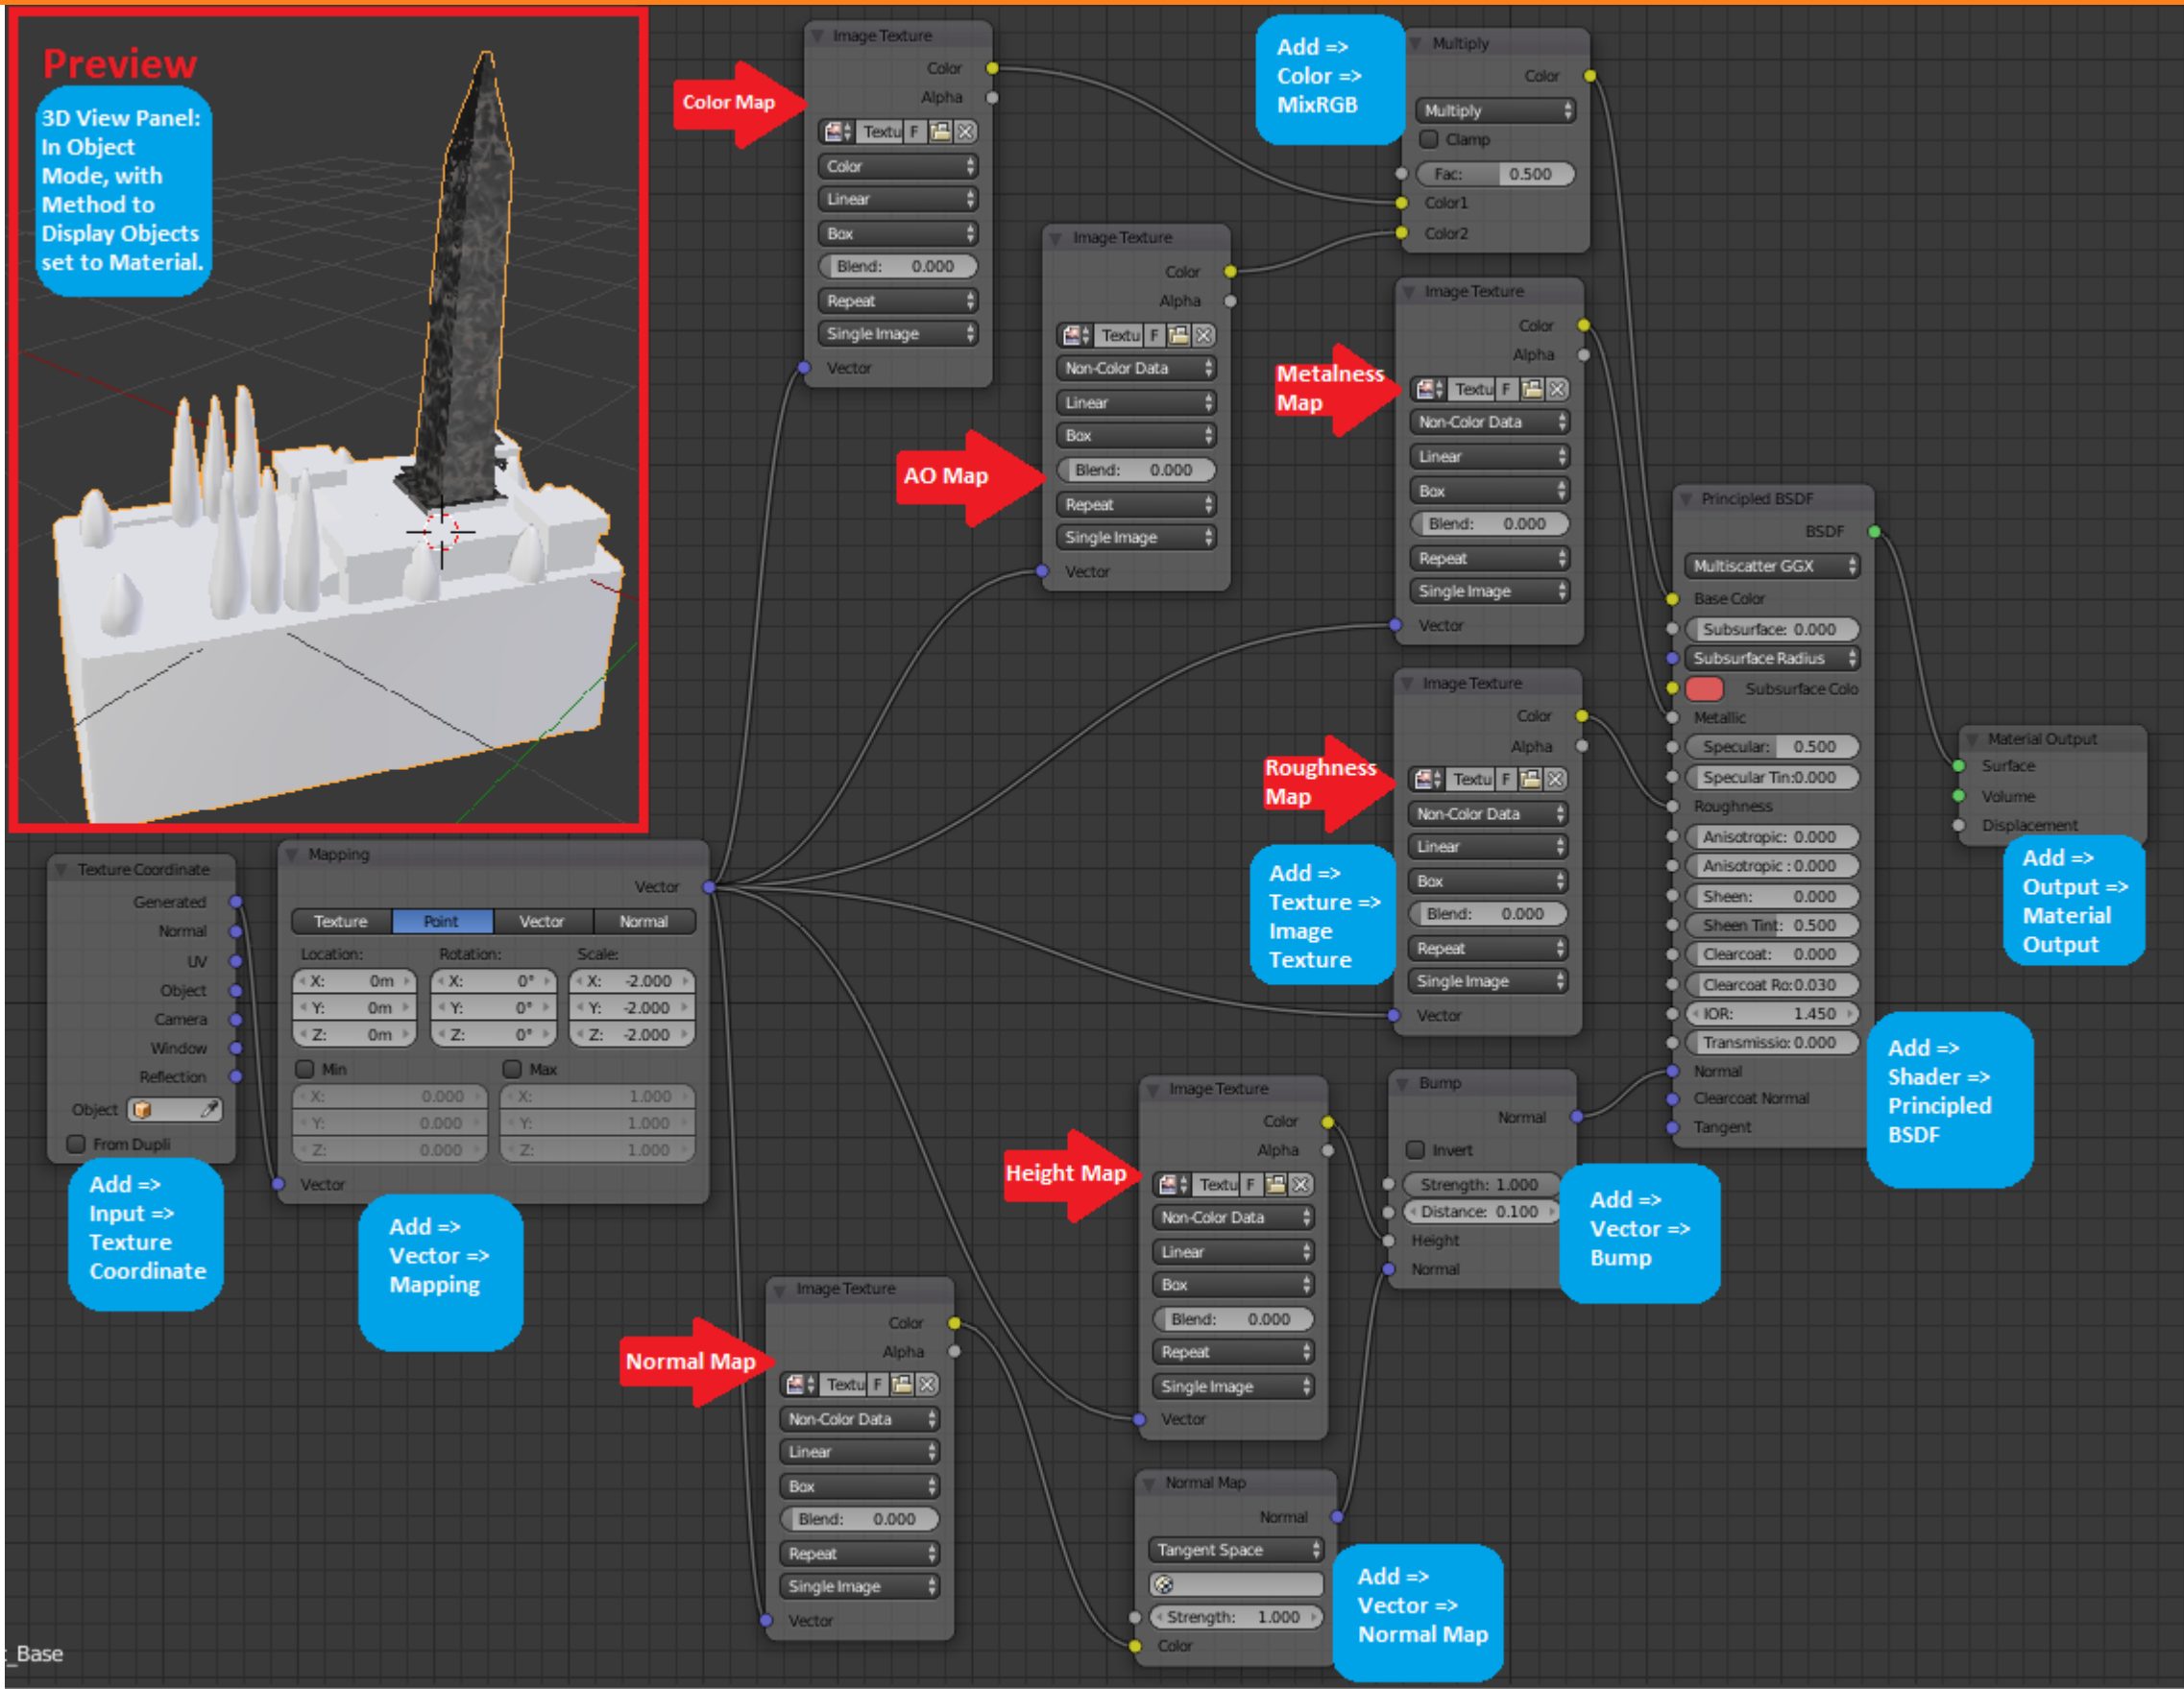 Preview
3D View Panel:
In Object
Mode, with
Method to
Display Objects
set to Material.
Color Map
Image Texture
Color
Alpha
Textu F
Color
Linear
Box
Blend: 0.000
Repeat
Single Image
Vector
AO Map
Image Texture
Color
Alpha
Textu F
Non-Color Data
Linear
Box
Blend: 0.000
Repeat
Single Image
Vector
Add =>
Color =>
MixRGB
Multiply
Color
Multiply
Clamp
Fac: 0.500
Color1
Color2
Metalness
Map
Image Texture
Color
Alpha
Textu F
Non-Color Data
Linear
Box
Blend: 0.000
Repeat
Single Image
Vector
Roughness
Map
Image Texture
Color
Alpha
Textu F
Non-Color Data
Linear
Box
Blend: 0.000
Repeat
Single Image
Vector
Add =>
Texture =>
Image
Texture
Principled BSDF
BSDF
Multiscatter GGX
Base Color
Subsurface: 0.000
Subsurface Radius
Subsurface Colo
Metallic
Specular: 0.500
Specular Tin:0.000
Roughness
Anisotropic: 0.000
Anisotropic : 0.000
Sheen: 0.000
Sheen Tint: 0.500
Clearcoat: 0.000
Clearcoat Ro:0.030
IOR: 1.450
Transmissio: 0.000
Normal
Clearcoat Normal
Tangent
Add =>
Shader =>
Principled
BSDF
Material Output
Surface
Volume
Displacement
Add =>
Output =>
Material
Output
Texture Coordinate
Generated
Normal
UV
Object
Camera
Window
Reflection
Object
From Dupli
Add =>
Input =>
Texture
Coordinate
Mapping
Vector
Texture Point Vector Normal
Location: Rotation: Scale:
X: 0m X: 0° X: -2.000
Y: 0m Y: 0° Y: -2.000
Z: 0m Z: 0° Z: -2.000
Min Max
X: 0.000 X: 1.000
Y: 0.000 Y: 1.000
Z: 0.000 Z: 1.000
Vector
Add =>
Vector =>
Mapping
Height Map
Image Texture
Color
Alpha
Textu F
Non-Color Data
Linear
Box
Blend: 0.000
Repeat
Single Image
Vector
Bump
Normal
Invert
Strength: 1.000
Distance: 0.100
Height
Normal
Add =>
Vector =>
Bump
Normal Map
Image Texture
Color
Alpha
Textu F
Non-Color Data
Linear
Box
Blend: 0.000
Repeat
Single Image
Vector
Normal Map
Normal
Tangent Space
Strength: 1.000
Color
Add =>
Vector =>
Normal Map
_Base